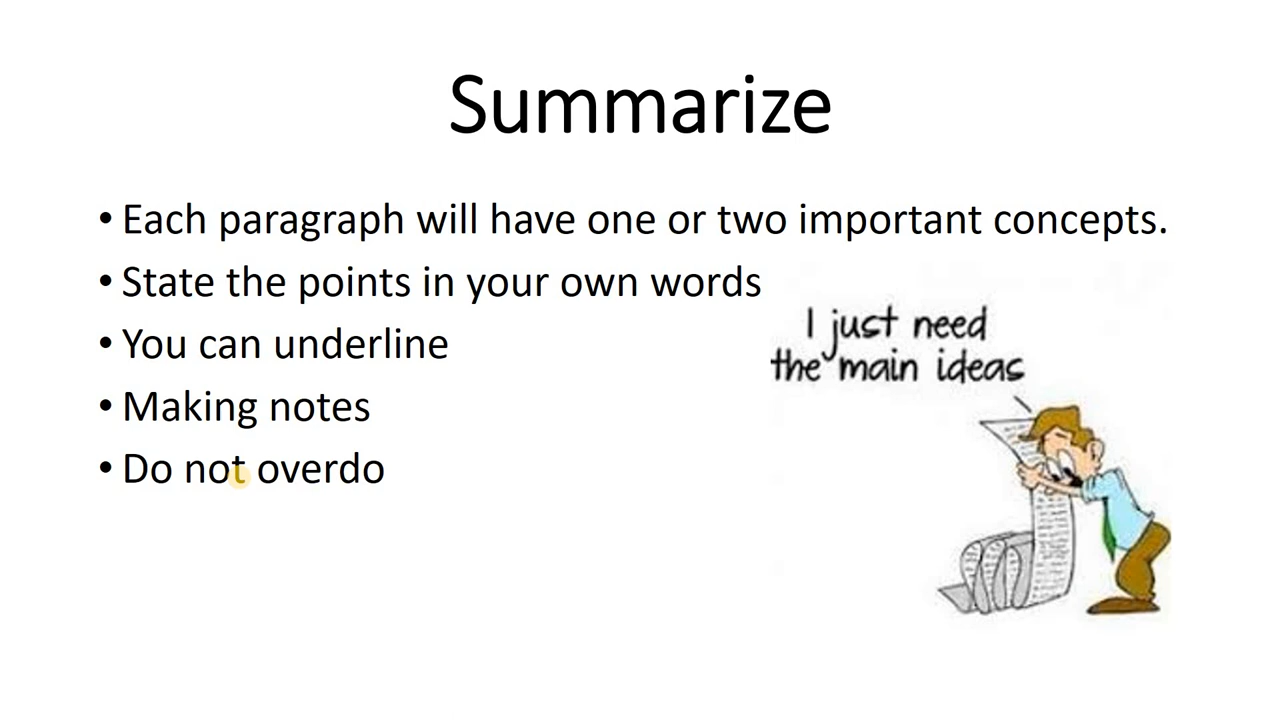 Summarize
• Each paragraph will have one or two important concepts.
• State the points in your own words
• You can underline
• Making notes
• Do not overdo
I just need
the main ideas